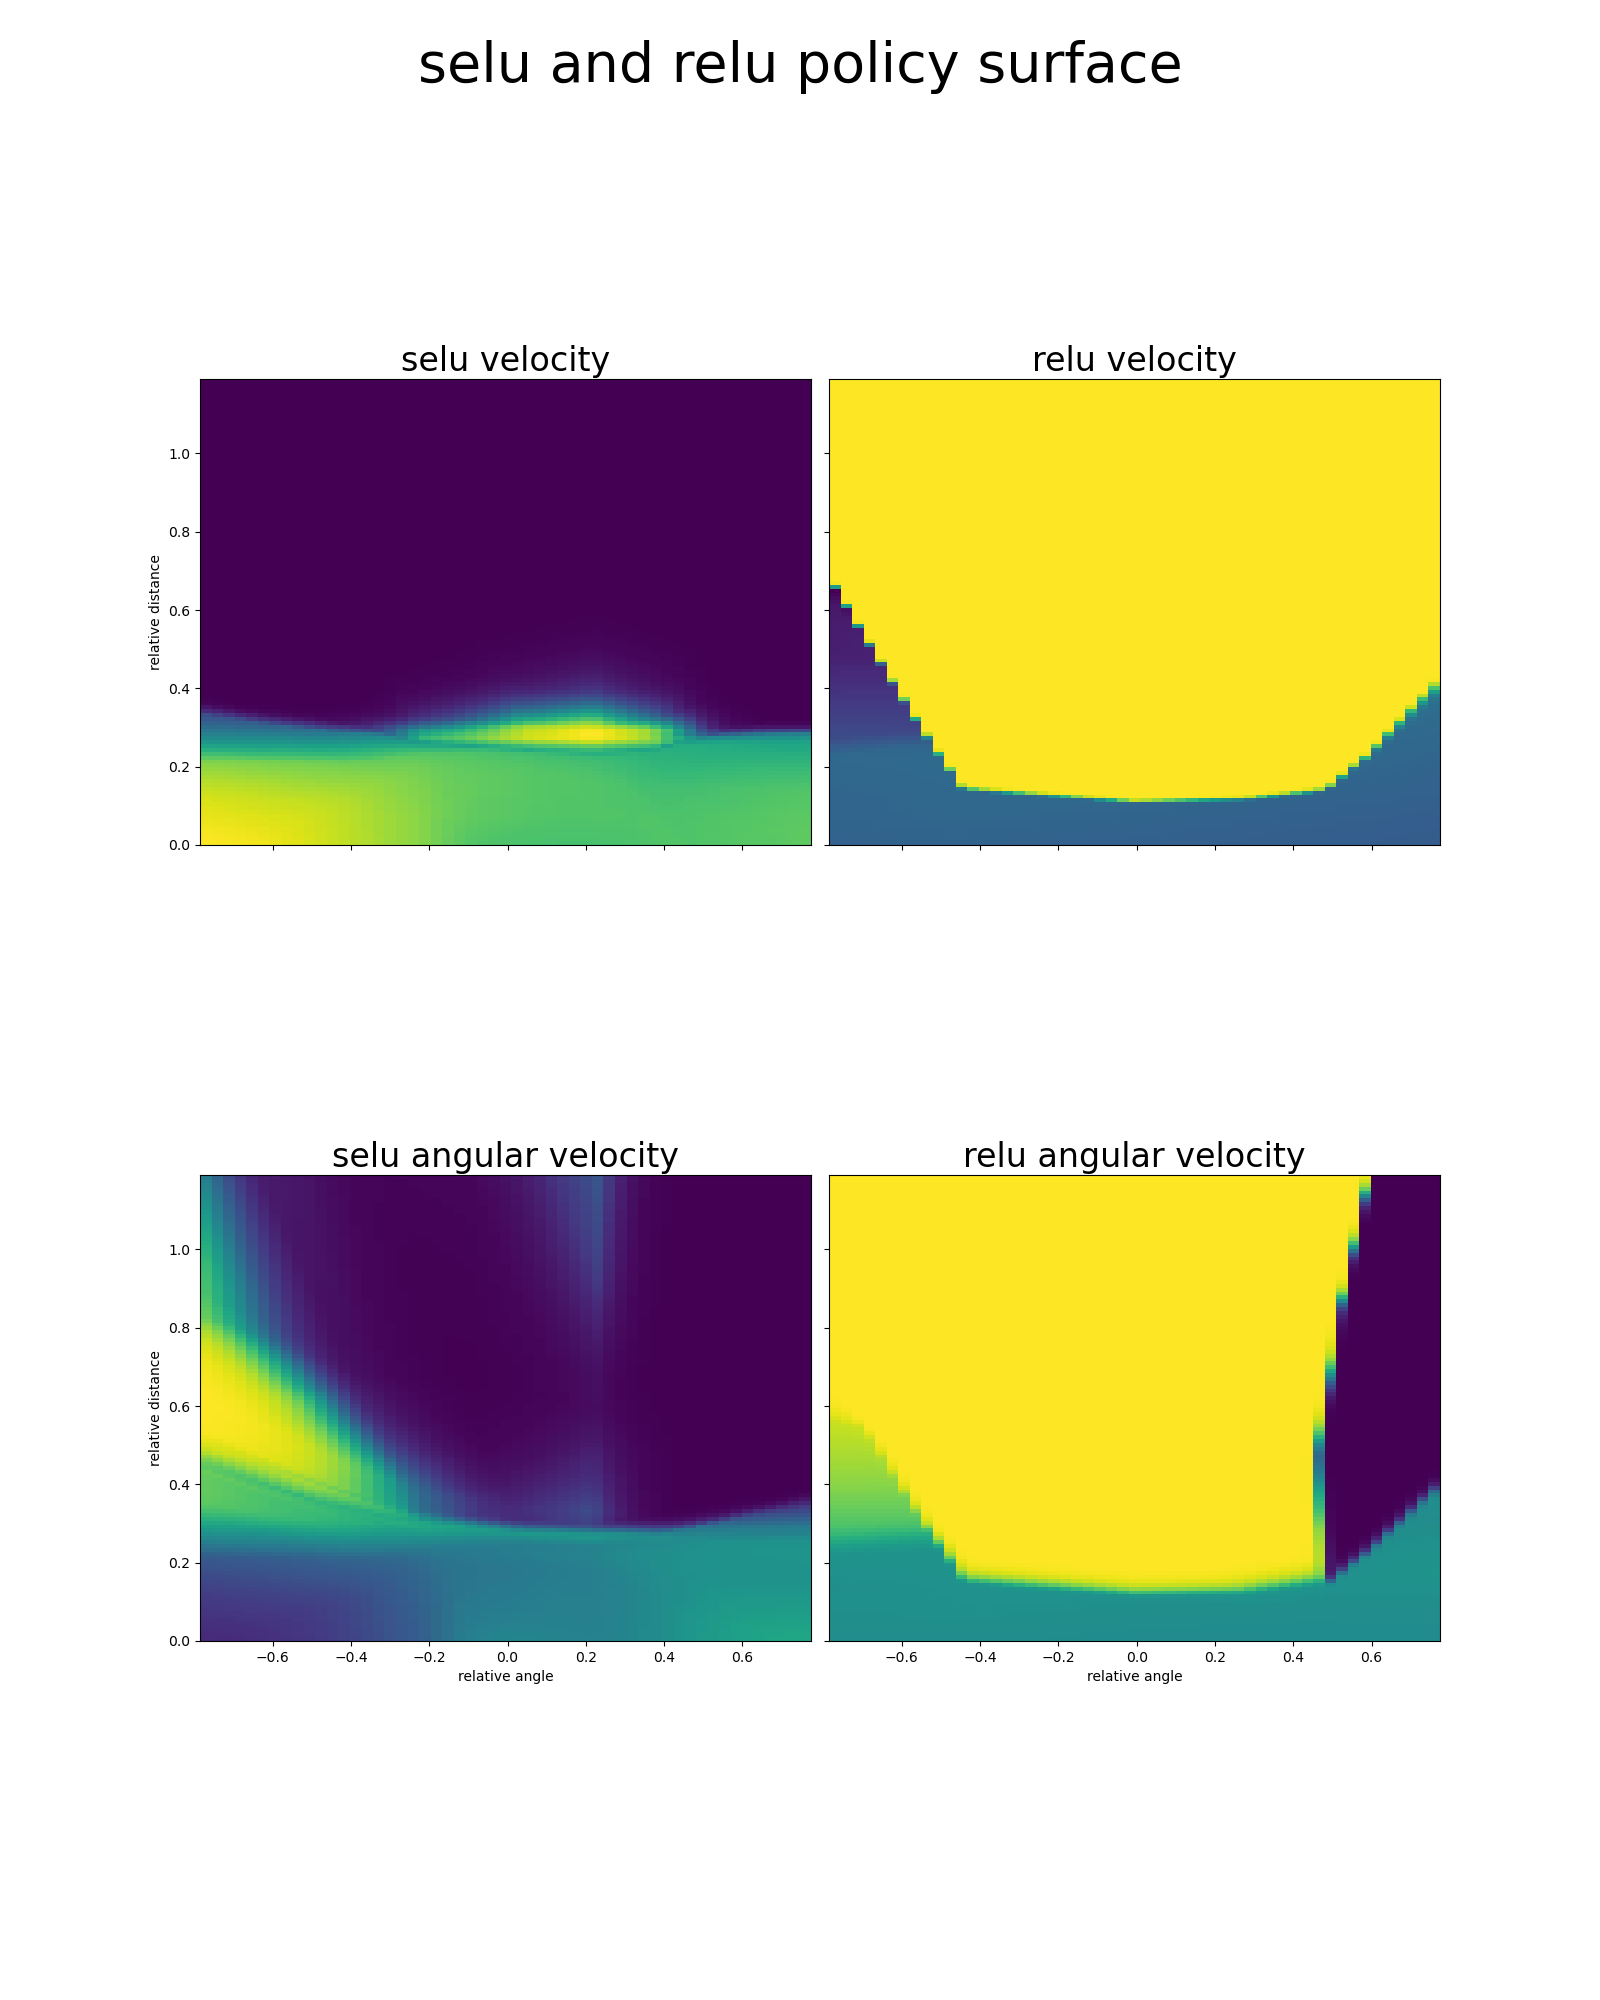 selu and relu policy surface
selu velocity
relu velocity
1.0
0.8
0.6
0.4
0.2
0.0
relative distance
selu angular velocity
relu angular velocity
1.0
0.8
0.6
0.4
0.2
0.0
relative distance
−0.6 −0.4 −0.2 0.0 0.2 0.4 0.6
−0.6 −0.4 −0.2 0.0 0.2 0.4 0.6
relative angle
relative angle